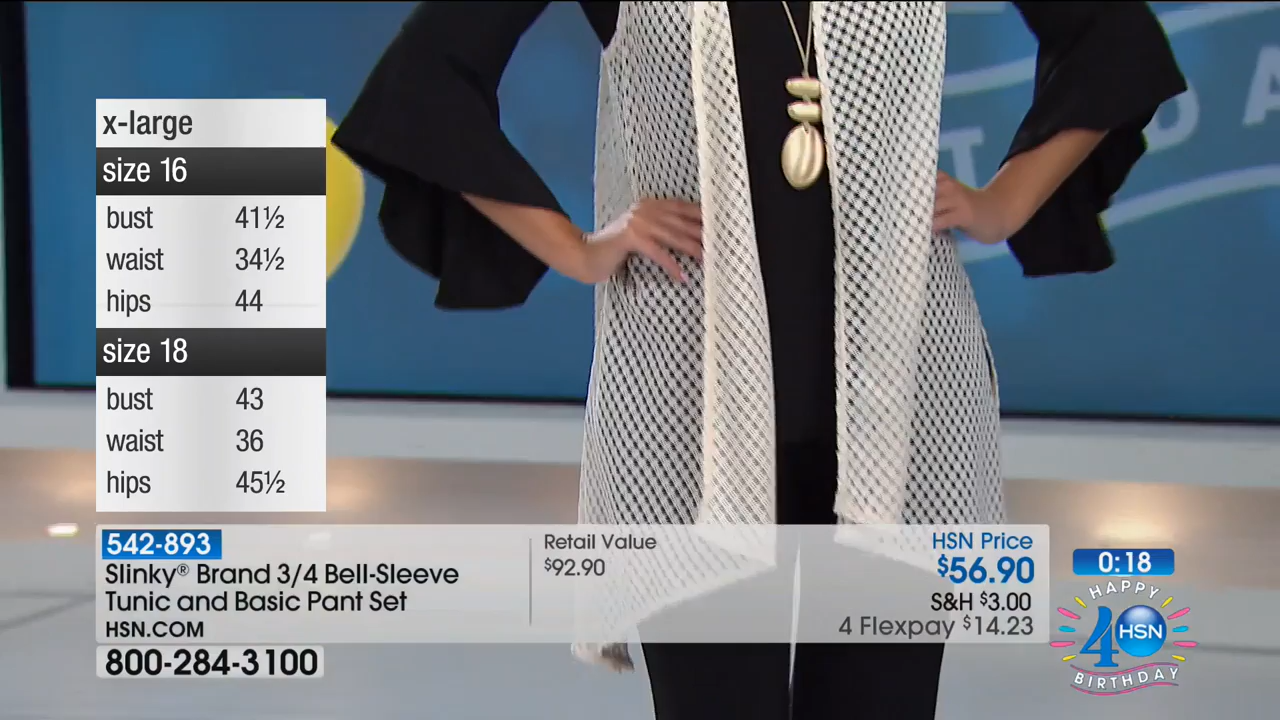 x-large
size 16
bust 41½
waist 34½
hips 44
size 18
bust 43
waist 36
hips 45½
542-893
Slinky® Brand 3/4 Bell-Sleeve
Tunic and Basic Pant Set
HSN.COM
800-284-3100
Retail Value
$92.90
HSN Price
$56.90
S&H $3.00
4 Flexpay $14.23
0:18
HAPPY
40 HSN
BIRTHDAY